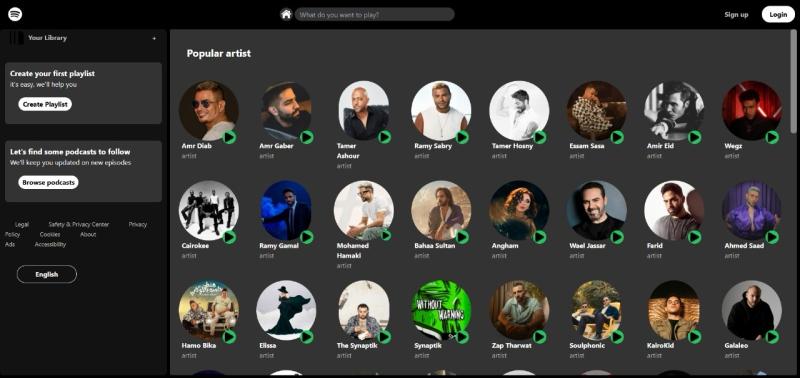 What do you want to play?
Sign up
Login
Your Library
+
Create your first playlist
it's easy, we'll help you
Create Playlist
Let's find some podcasts to follow
We'll keep you updated on new episodes
Browse podcasts
Legal Safety & Privacy Center Privacy
Policy Cookies About
Ads Accessibility
English
Popular artist
Amr Diab
artist
Amr Gaber
artist
Tamer
Ashour
artist
Ramy Sabry
artist
Tamer Hosny
artist
Essam Sasa
artist
Amir Eid
artist
Wegz
artist
Cairokee
artist
Ramy Gamal
artist
Mohamed
Hamaki
artist
Bahaa Sultan
artist
Angham
artist
Wael Jassar
artist
Farid
artist
Ahmed Saad
artist
Hamo Bika
artist
Elissa
artist
The Synaptik
artist
WITHOUT
WARNING
Synaptik
artist
Zap Tharwat
artist
Soulphonic
artist
KairoKid
artist
Galaleo
artist